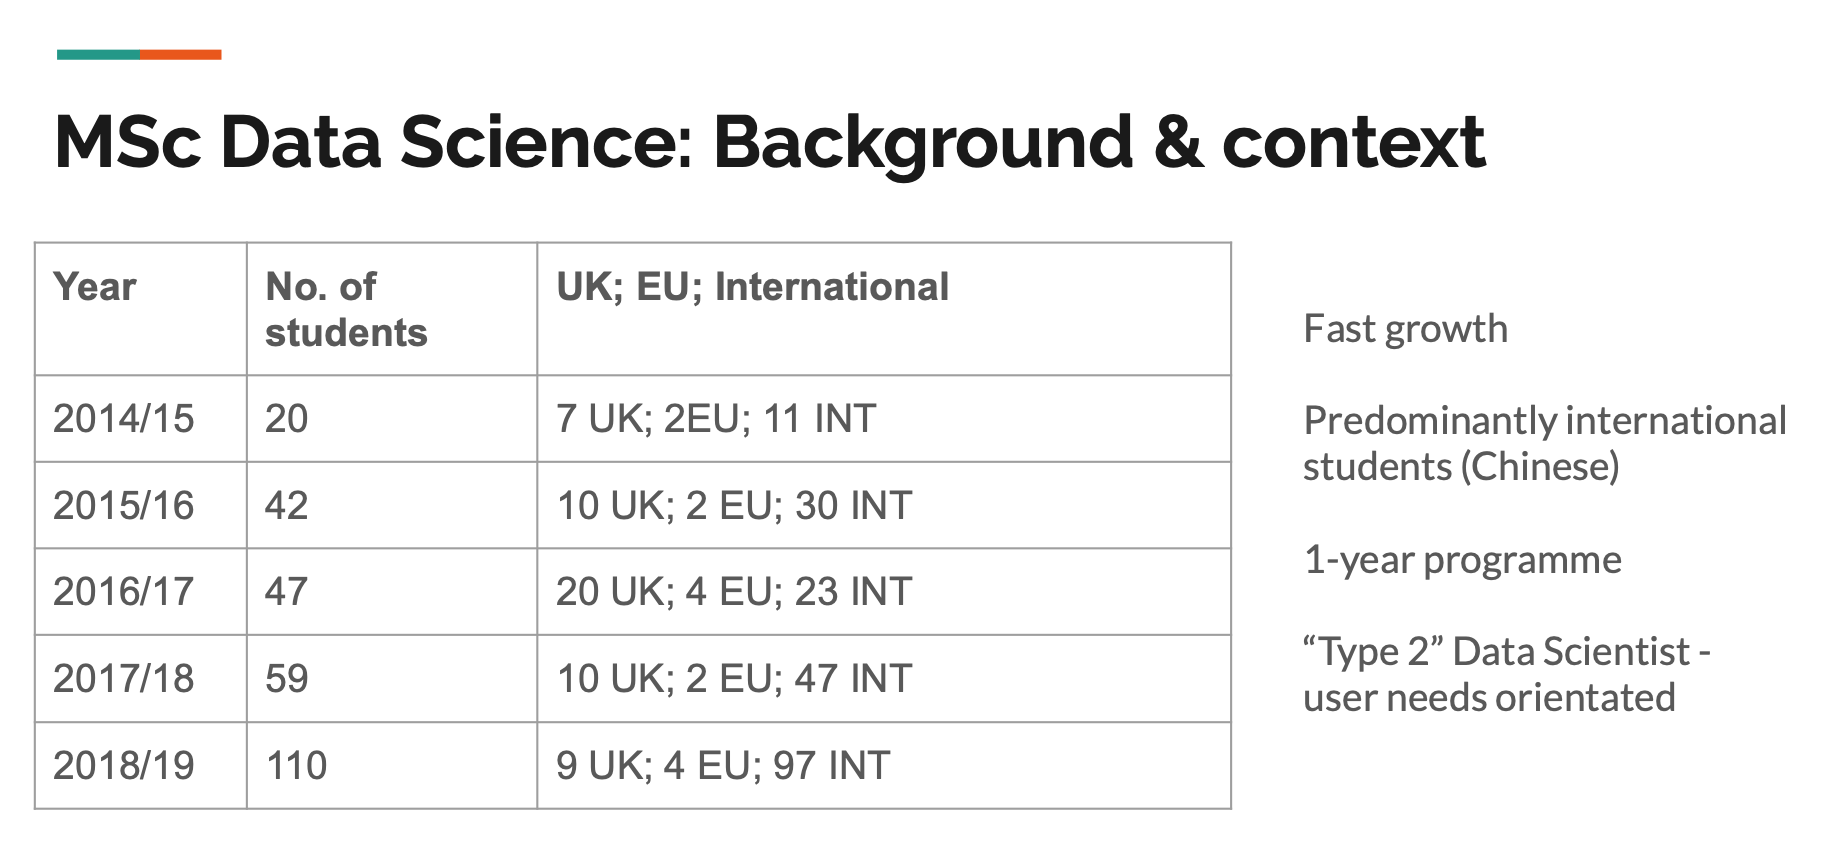 MSc Data Science: Background & context
Year
No. of
students
UK; EU; International
2014/15
20
7 UK; 2EU; 11 INT
2015/16
42
10 UK; 2 EU; 30 INT
2016/17
47
20 UK; 4 EU; 23 INT
2017/18
59
10 UK; 2 EU; 47 INT
2018/19
110
9 UK; 4 EU; 97 INT
Fast growth
Predominantly international
students (Chinese)
1-year programme
“Type 2” Data Scientist -
user needs orientated